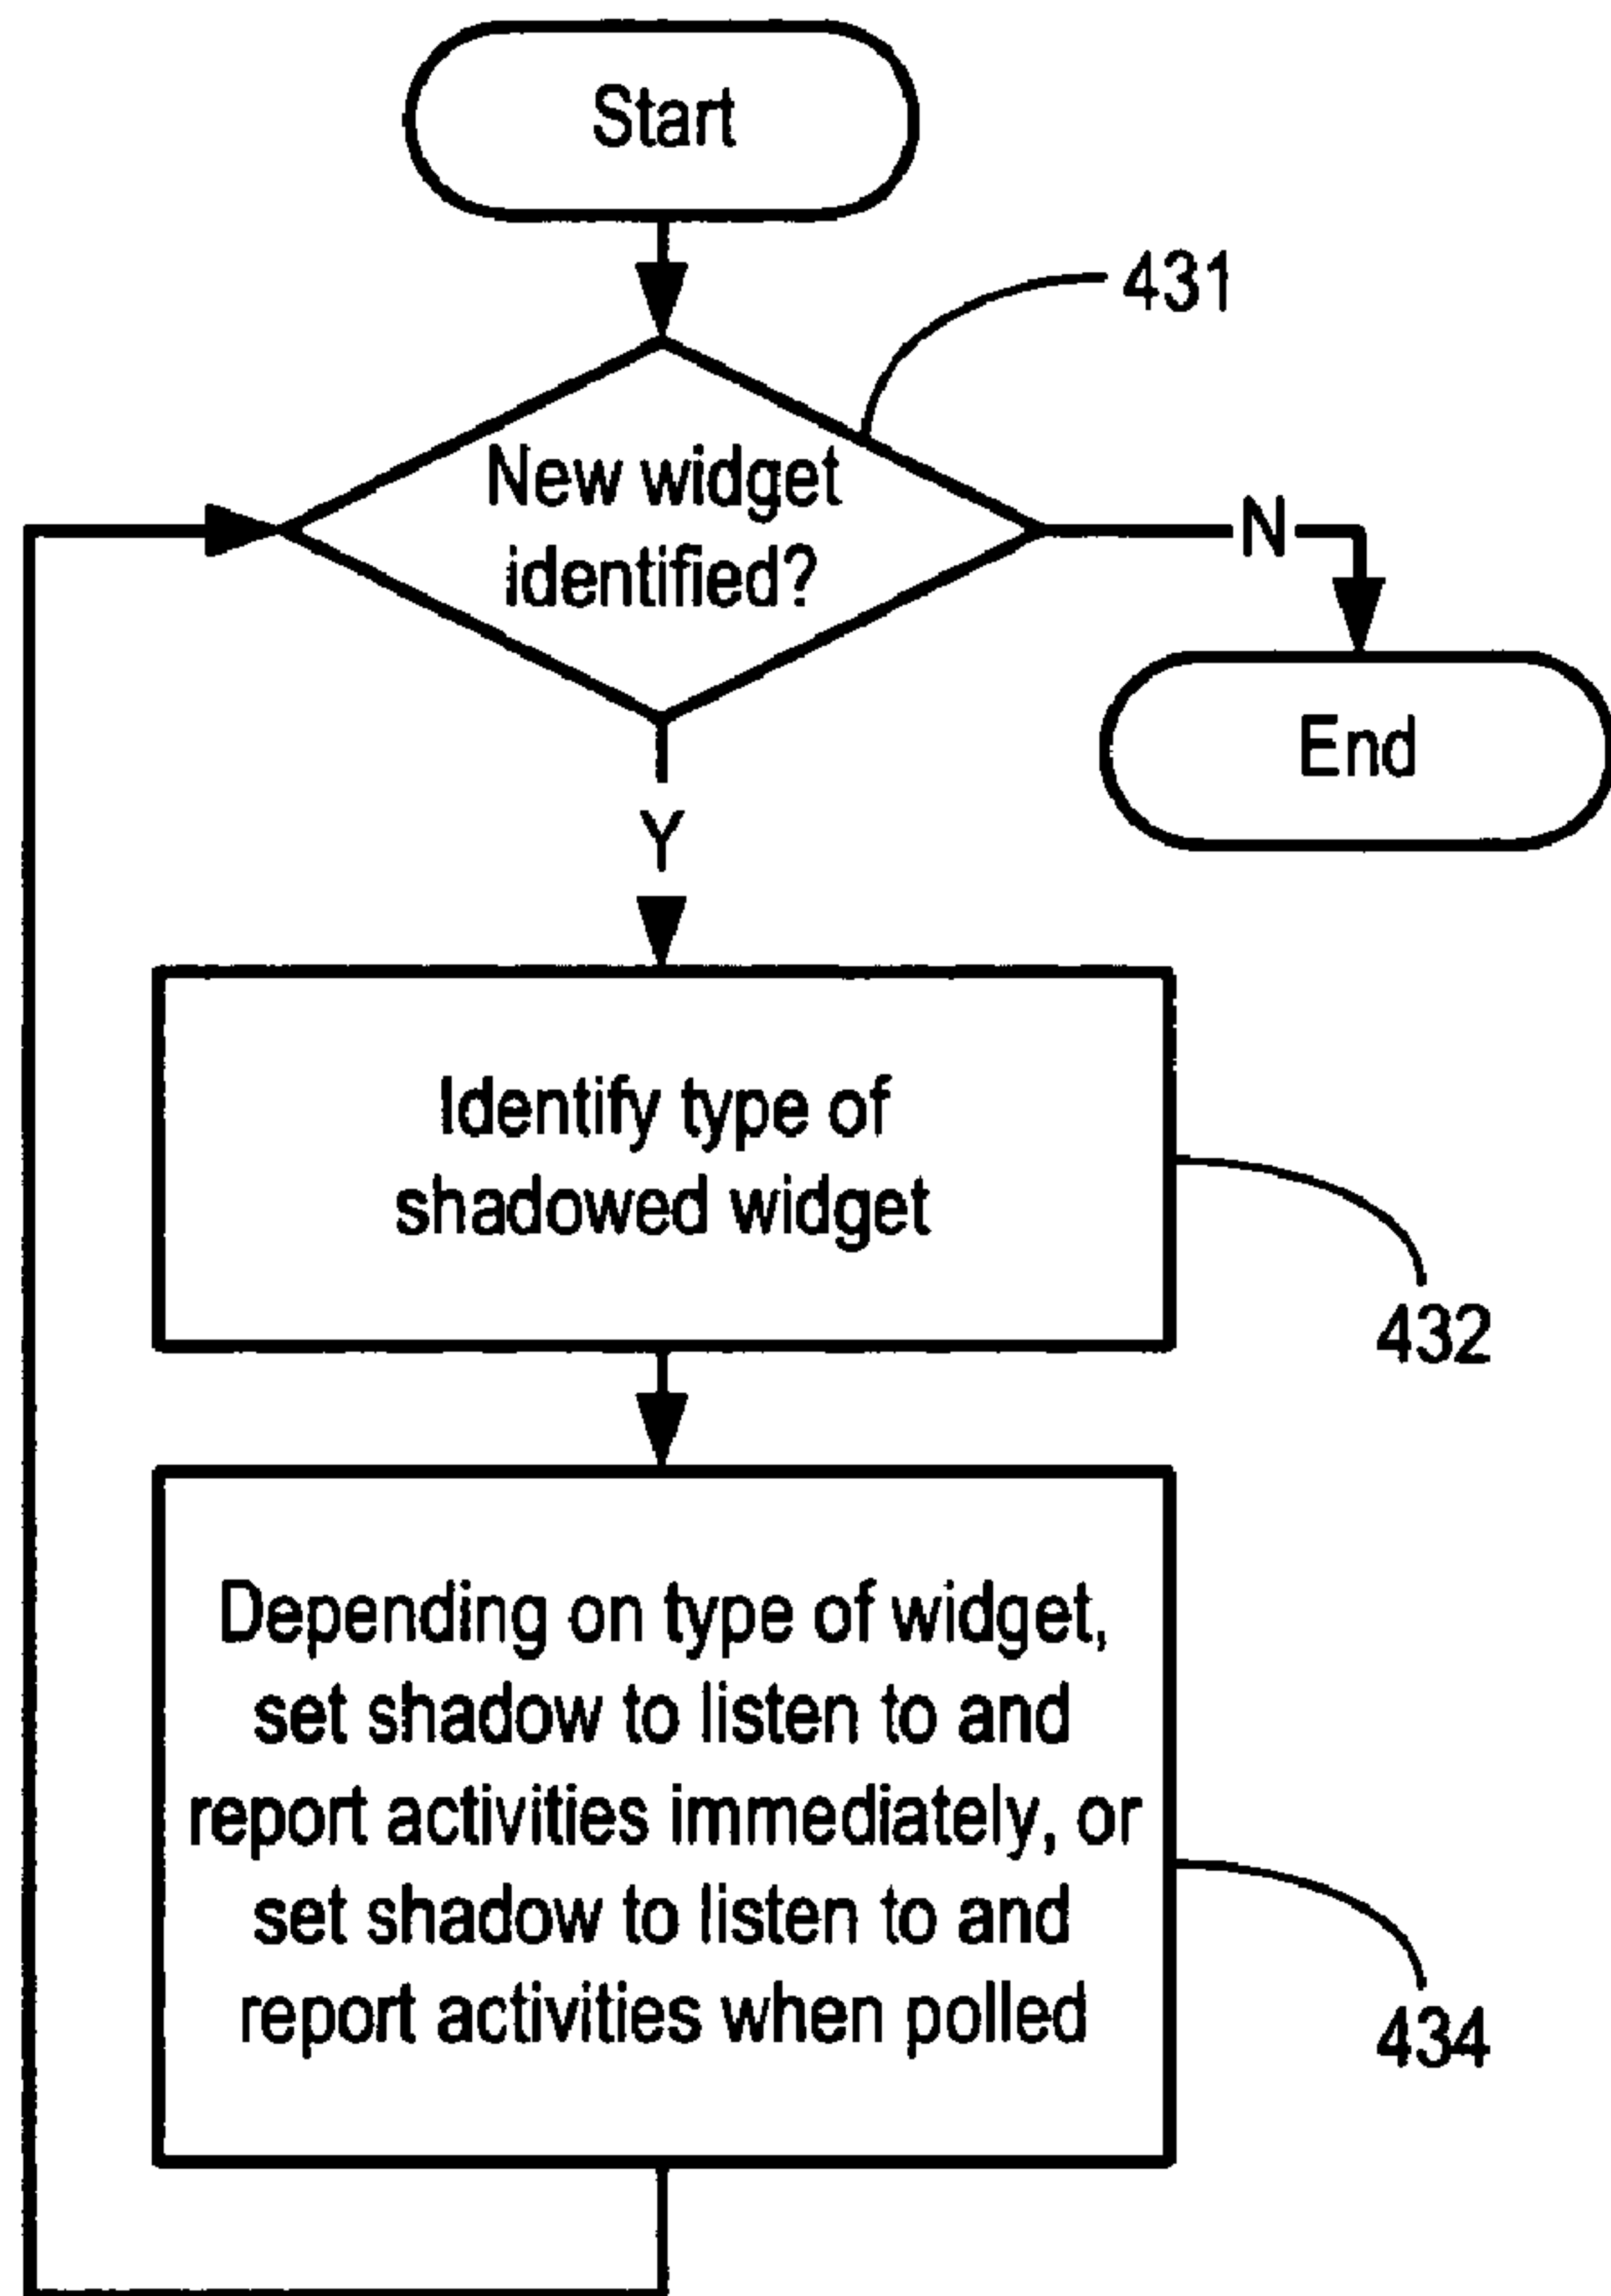 Start
431
New widget
identified?
N
End
Y
Identify type of
shadowed widget
432
Depending on type of widget,
set shadow to listen to and
report activities immediately, or
set shadow to listen to and
report activities when polled
434